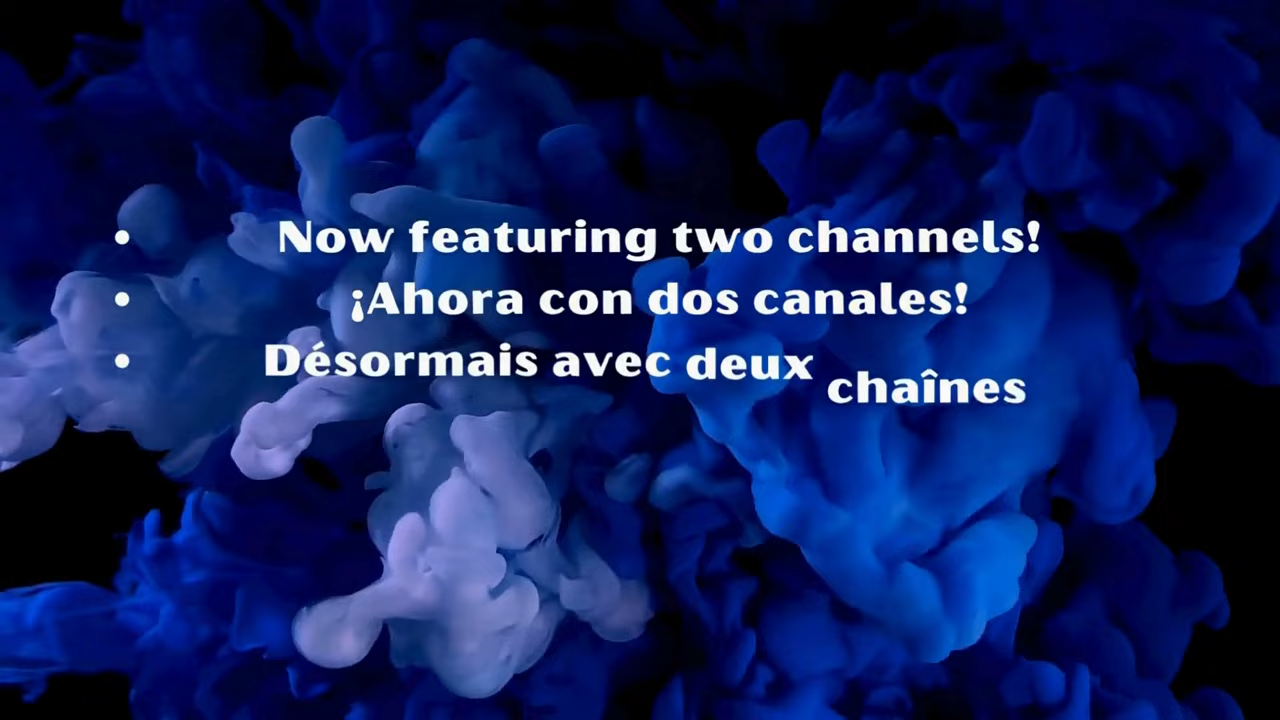 • Now featuring two channels!
• ¡Ahora con dos canales!
• Désormais avec deux chaînes